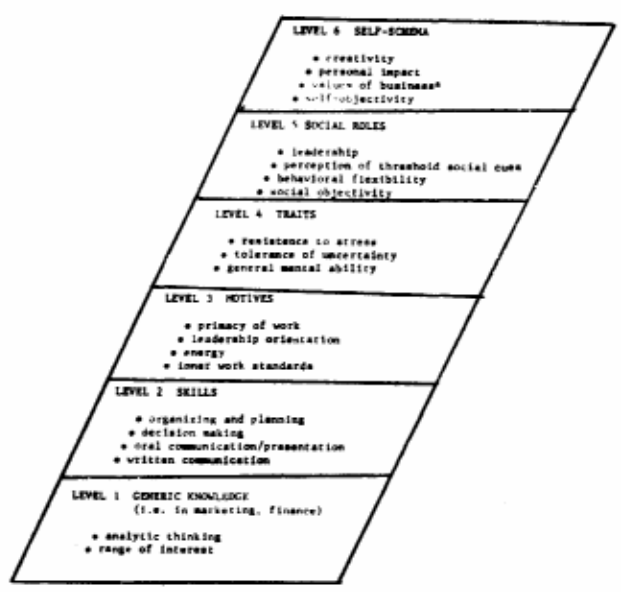 LEVEL 6 SELF-SCHEMA
• creativity
• personal impact
• values of business*
• self-objectivity
LEVEL 5 SOCIAL ROLES
• leadership
• perception of threshold social cues
• behavioral flexibility
• social objectivity
LEVEL 4 TRAITS
• resistence to stress
• tolerance of uncertainty
• general mental ability
LEVEL 3 MOTIVES
• primacy of work
• leadership orientation
• energy
• inner work standards
LEVEL 2 SKILLS
• organizing and planning
• decision making
• oral communication/presentation
• written communication
LEVEL 1 GENERIC KNOWLEDGE
(i.e. in marketing, finance)
• analytic thinking
• range of interest